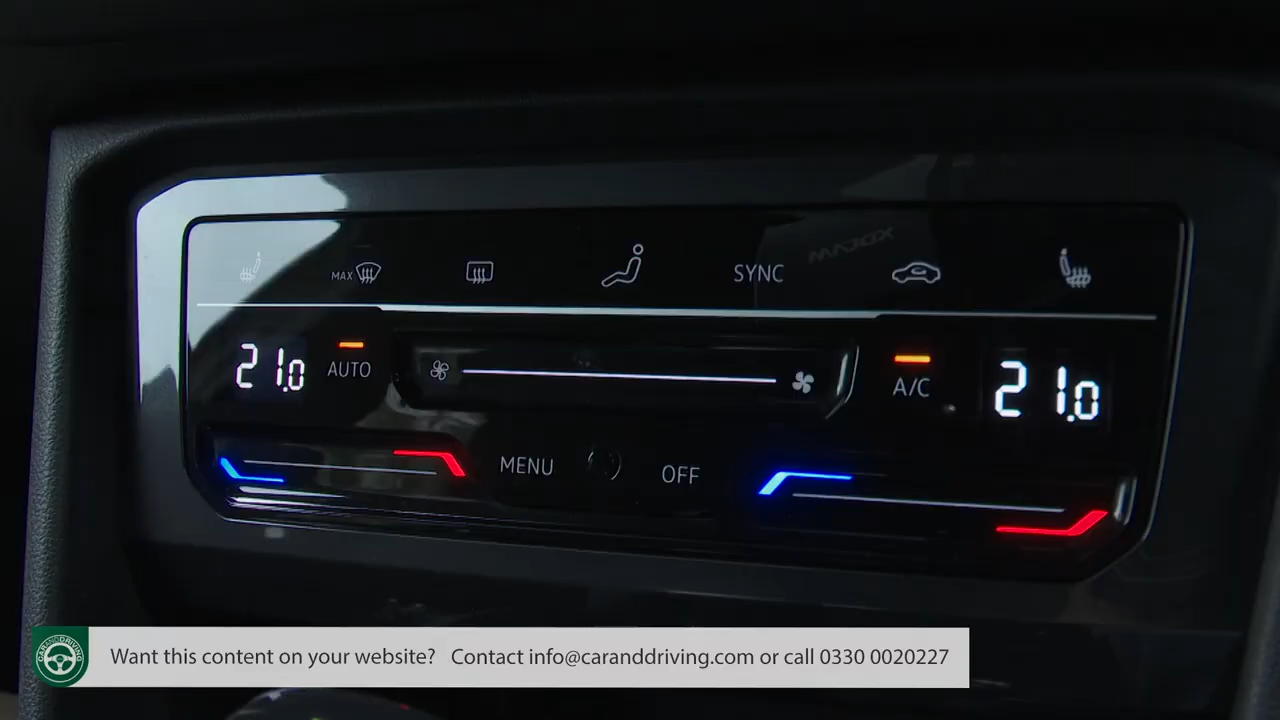 MAX
SYNC
21.0
AUTO
A/C
21.0
MENU
OFF
CARANDDRIVING
Want this content on your website? Contact info@caranddriving.com or call 0330 0020227